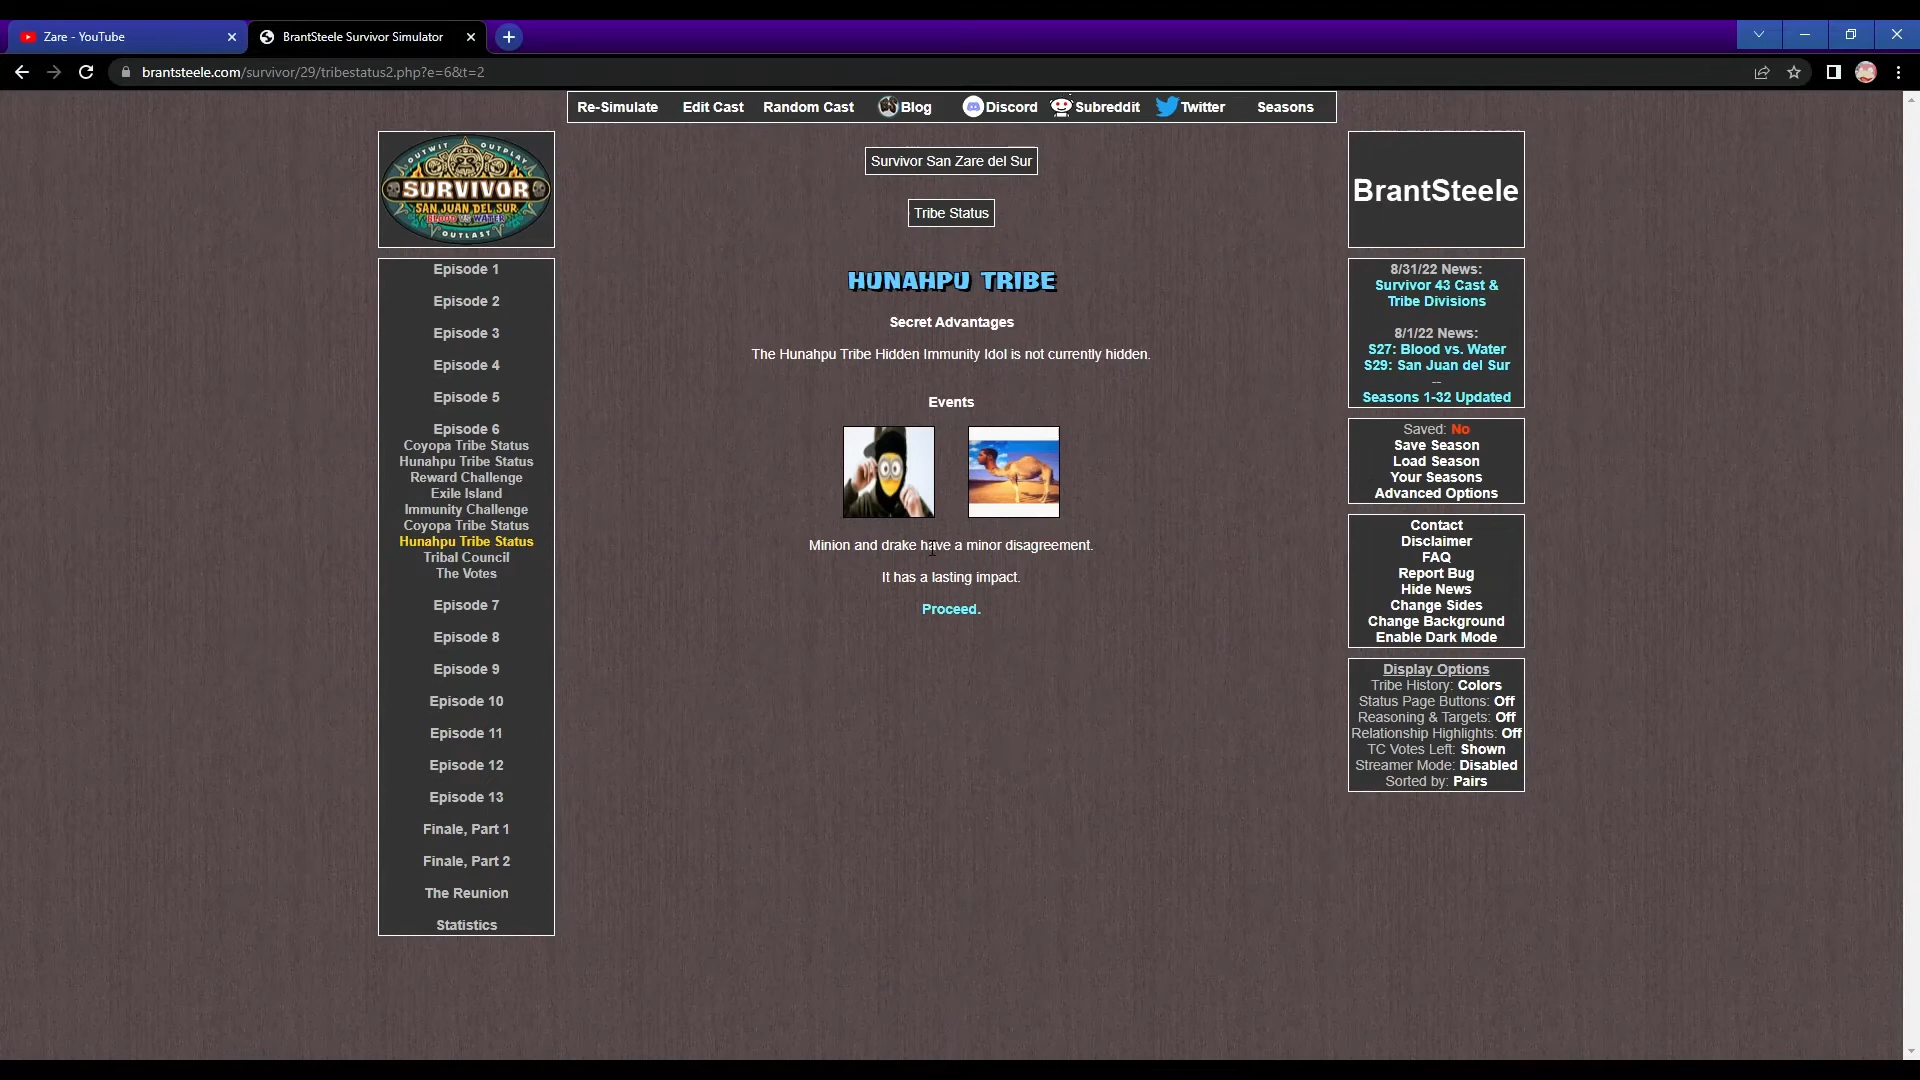 Zare - YouTube
BrantSteele Survivor Simulator
brantsteele.com/survivor/29/tribestatus2.php?e=6&t=2
Re-Simulate
Edit Cast
Random Cast
Blog
Discord
Subreddit
Twitter
Seasons
OUTWIT OUTPLAY
SURVIVOR
SAN JUAN DEL SUR
BLOOD VS WATER
OUTLAST
Episode 1
Episode 2
Episode 3
Episode 4
Episode 5
Episode 6
Coyopa Tribe Status
Hunahpu Tribe Status
Reward Challenge
Exile Island
Immunity Challenge
Coyopa Tribe Status
Hunahpu Tribe Status
Tribal Council
The Votes
Episode 7
Episode 8
Episode 9
Episode 10
Episode 11
Episode 12
Episode 13
Finale, Part 1
Finale, Part 2
The Reunion
Statistics
Survivor San Zare del Sur
Tribe Status
HUNAHPU TRIBE
Secret Advantages
The Hunahpu Tribe Hidden Immunity Idol is not currently hidden.
Events
Minion and drake have a minor disagreement.
It has a lasting impact.
Proceed.
BrantSteele
8/31/22 News:
Survivor 43 Cast &
Tribe Divisions
8/1/22 News:
S27: Blood vs. Water
S29: San Juan del Sur
--
Seasons 1-32 Updated
Saved: No
Save Season
Load Season
Your Seasons
Advanced Options
Contact
Disclaimer
FAQ
Report Bug
Hide News
Change Sides
Change Background
Enable Dark Mode
Display Options
Tribe History: Colors
Status Page Buttons: Off
Reasoning & Targets: Off
Relationship Highlights: Off
TC Votes Left: Shown
Streamer Mode: Disabled
Sorted by: Pairs